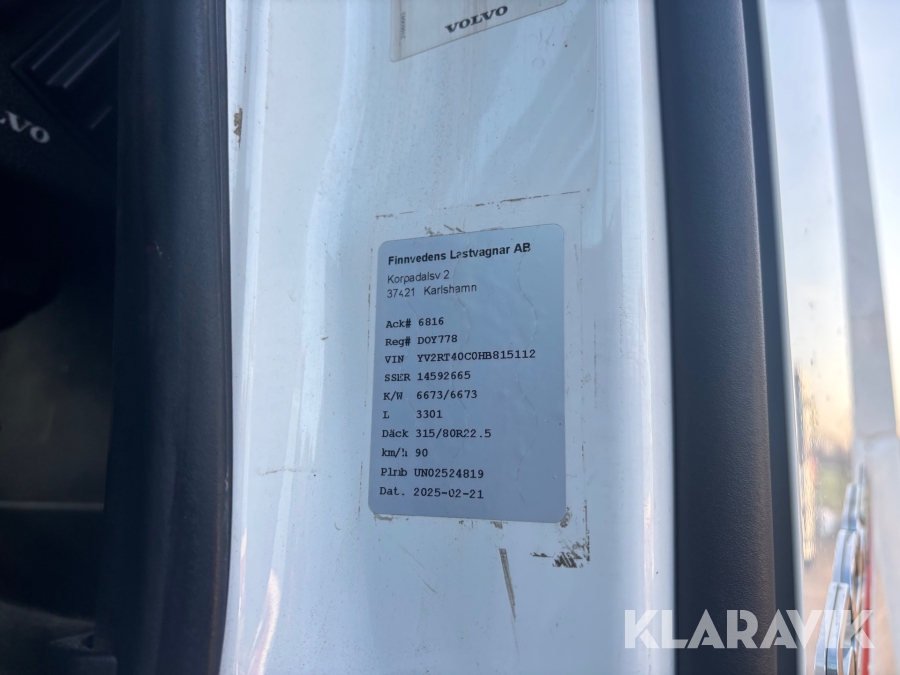 VOLVO
VOLVO
Finnvedens Lastvagnar AB
Korpadalsv 2
37421 Karlshamn
Ack# 6816
Reg# DOY778
VIN YV2RT40C0HB815112
SSER 14592665
K/W 6673/6673
L 3301
Däck 315/80R22.5
km/h 90
Plmb UN02524819
Dat. 2025-02-21
KLARAVIK